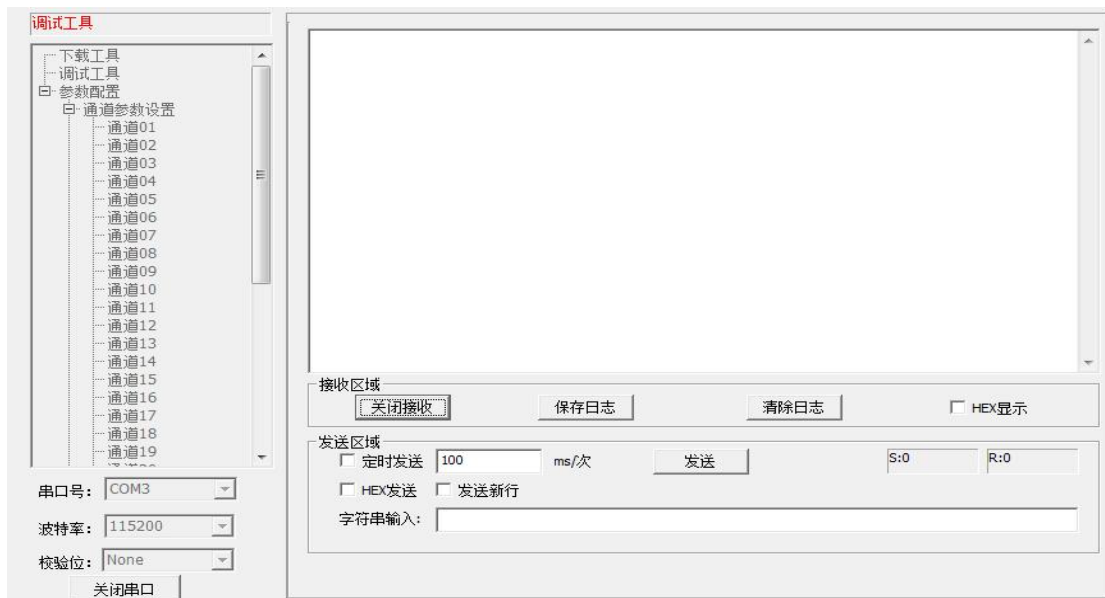 调试工具
下载工具
调试工具
参数配置
通道参数设置
通道01
通道02
通道03
通道04
通道05
通道06
通道07
通道08
通道09
通道10
通道11
通道12
通道13
通道14
通道15
通道16
通道17
通道18
通道19
串口号: COM3
波特率: 115200
校验位: None
关闭串口
接收区域
关闭接收 保存日志 清除日志 HEX显示
发送区域
定时发送 100 ms/次 发送 S:0 R:0
HEX发送 发送新行
字符串输入: